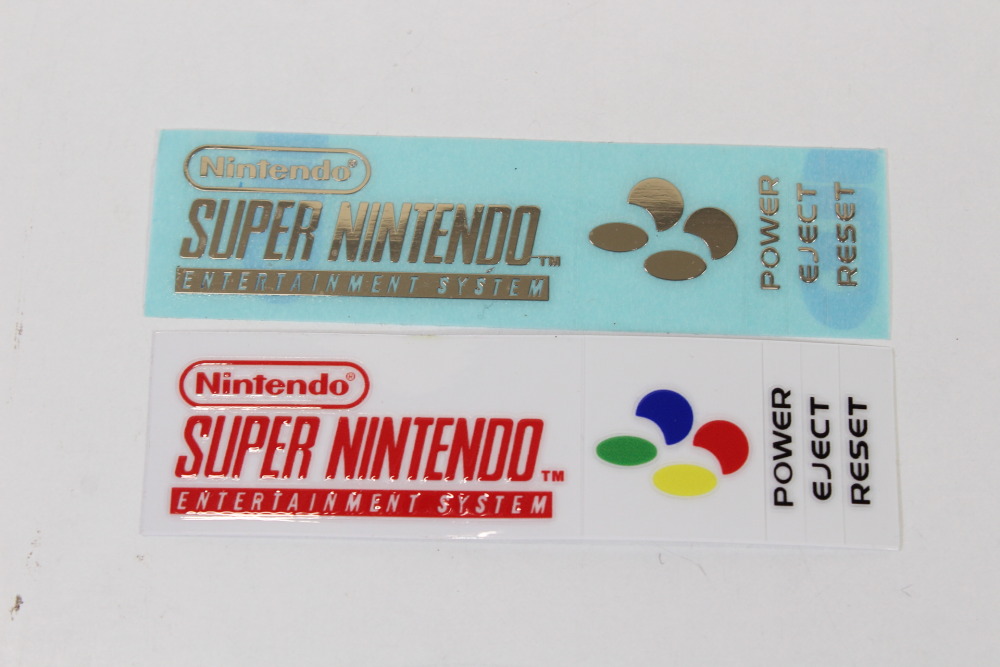 Nintendo®
SUPER NINTENDO™
ENTERTAINMENT SYSTEM
POWER
EJECT
RESET
Nintendo®
SUPER NINTENDO™
ENTERTAINMENT SYSTEM
POWER
EJECT
RESET